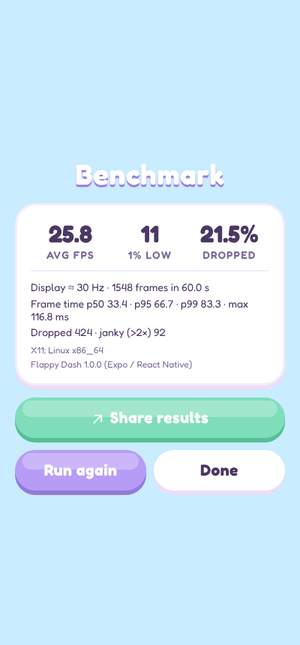 Benchmark
25.8 11 21.5%
AVG FPS 1% LOW DROPPED
Display ≈ 30 Hz · 1548 frames in 60.0 s
Frame time p50 33.4 · p95 66.7 · p99 83.3 · max
116.8 ms
Dropped 424 · janky (>2×) 92
X11; Linux x86_64
Flappy Dash 1.0.0 (Expo / React Native)
↗ Share results
Run again Done